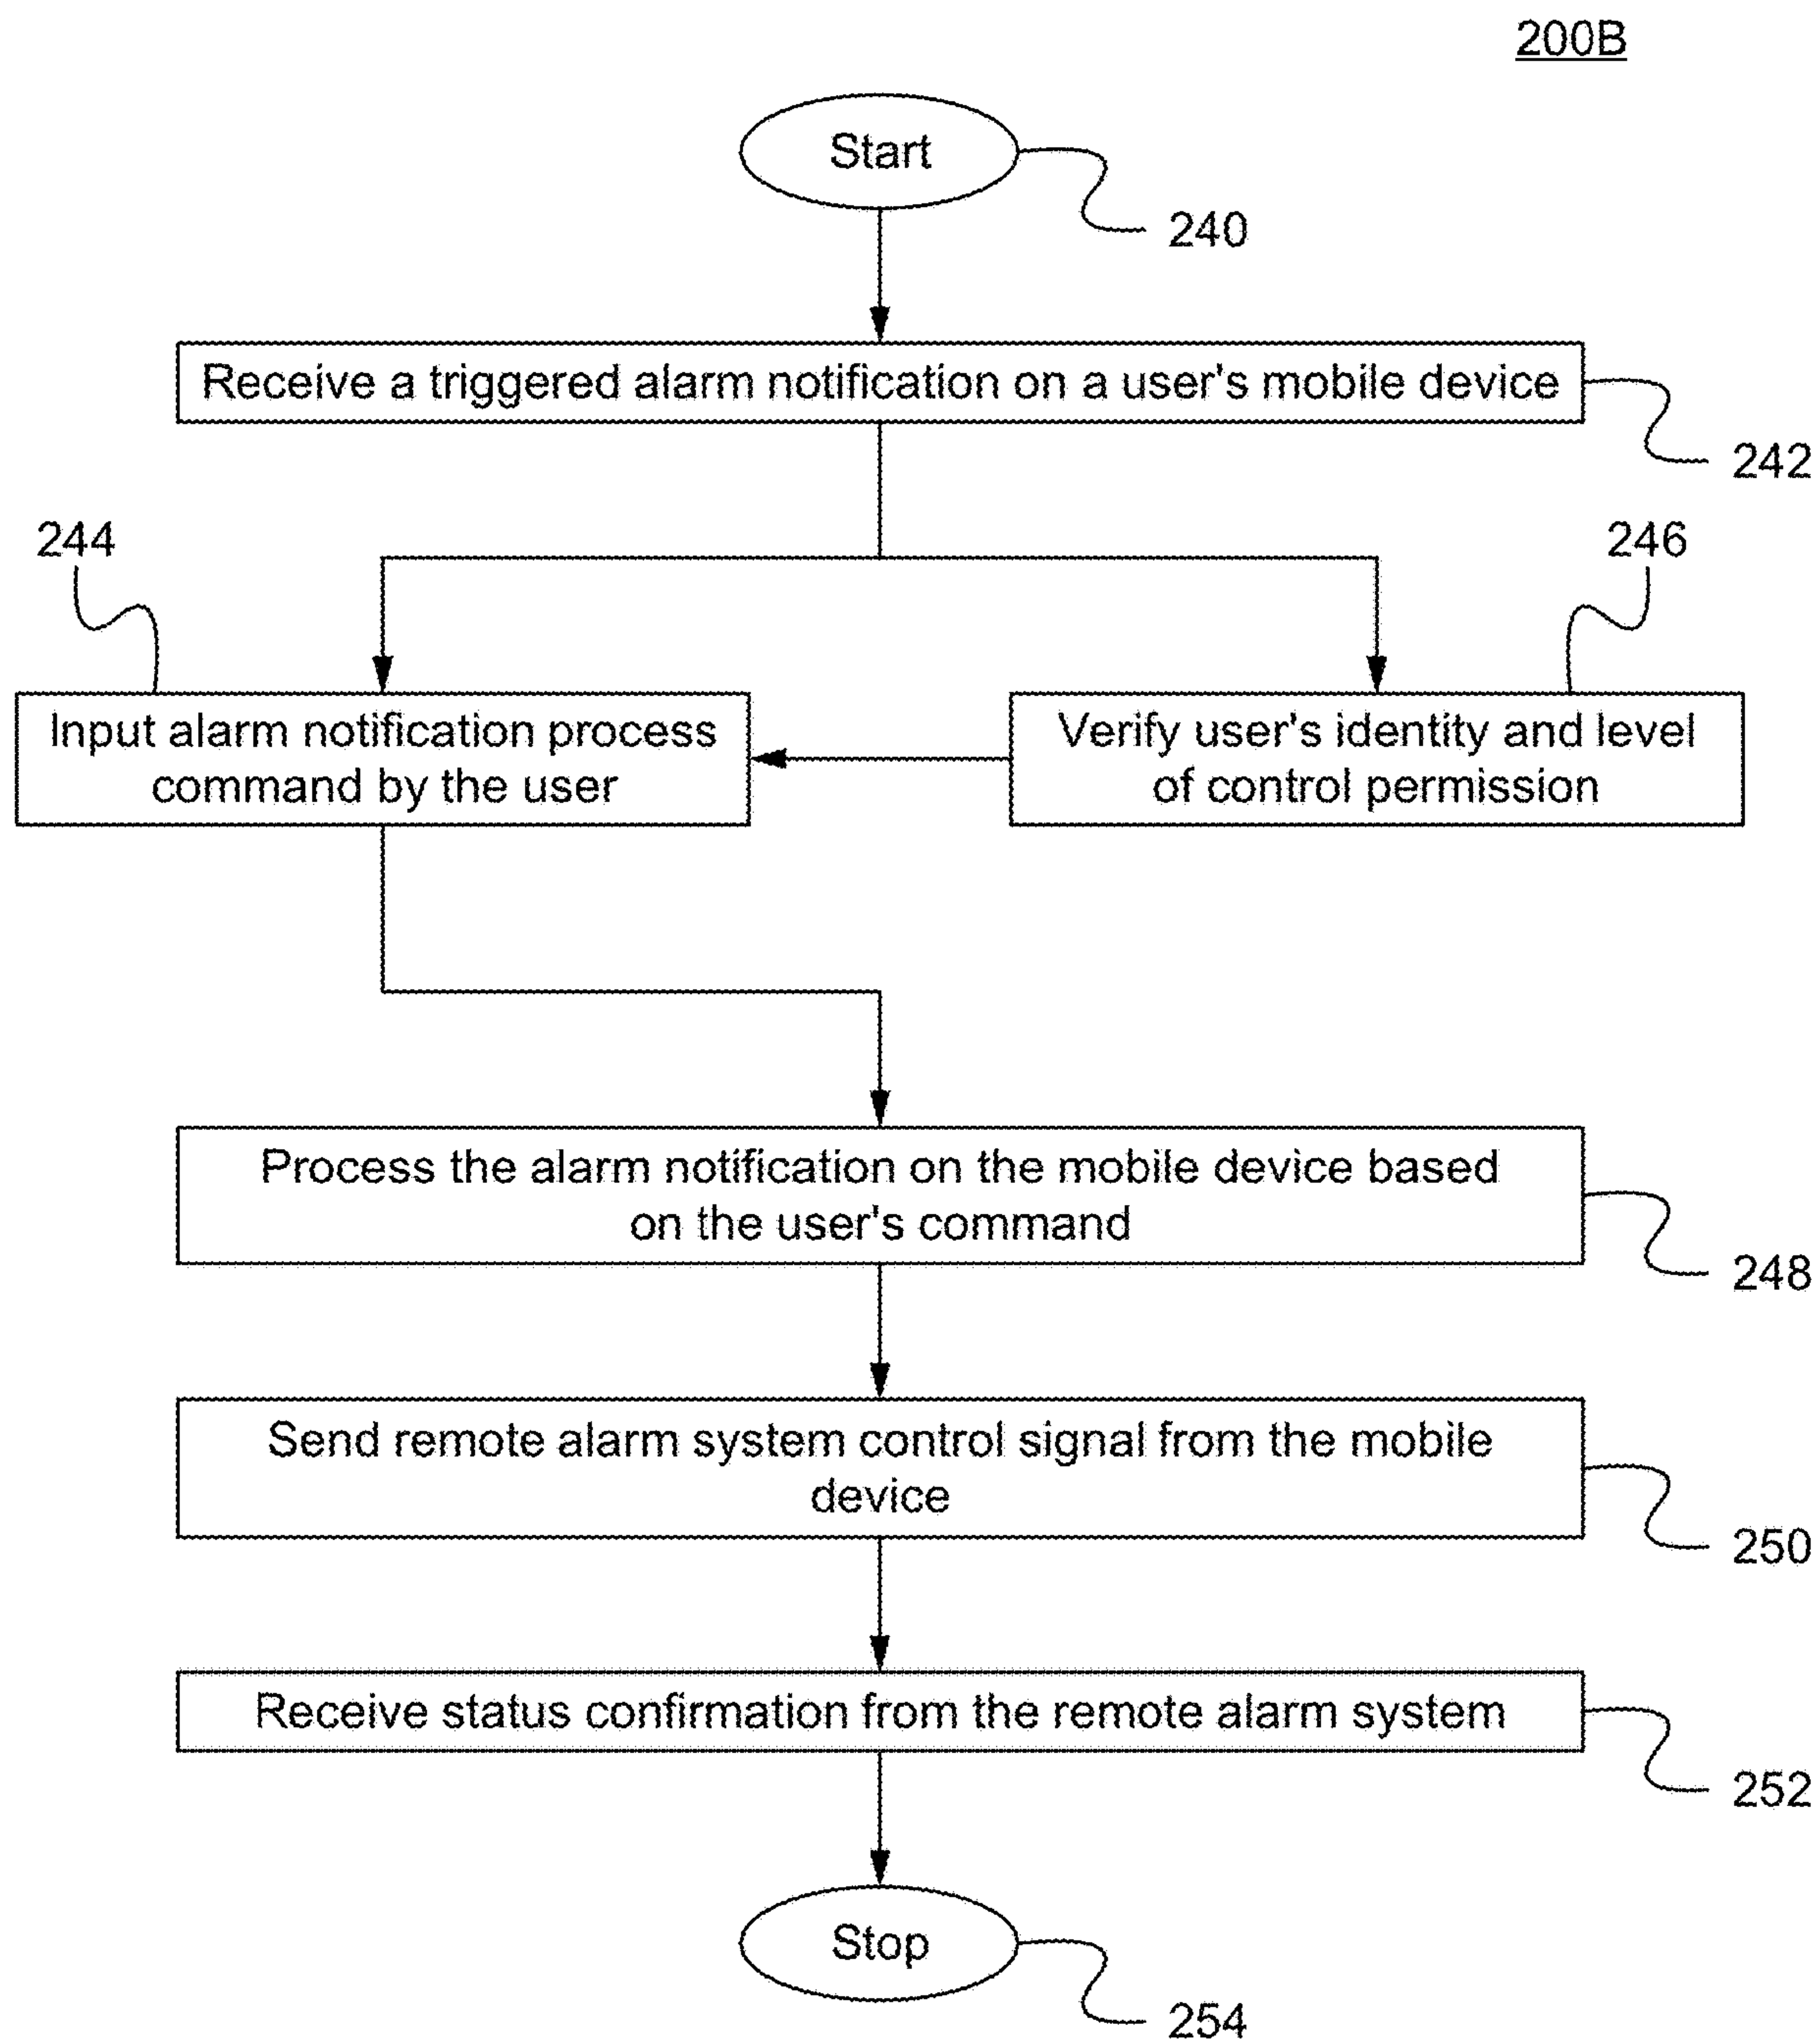 200B
Start
240
Receive a triggered alarm notification on a user's mobile device
242
244
246
Input alarm notification process
command by the user
Verify user's identity and level
of control permission
Process the alarm notification on the mobile device based
on the user's command
248
Send remote alarm system control signal from the mobile
device
250
Receive status confirmation from the remote alarm system
252
Stop
254